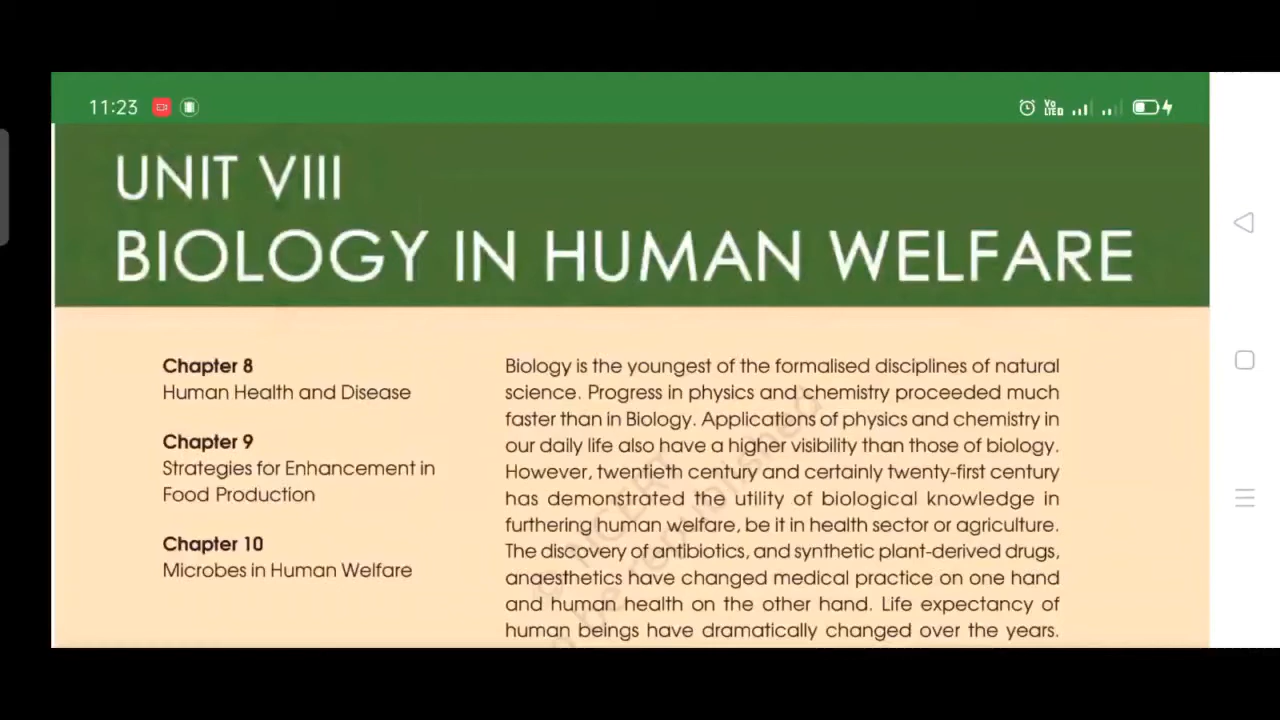 11:23
Vo
LTE
UNIT VIII
BIOLOGY IN HUMAN WELFARE
Chapter 8
Human Health and Disease
Chapter 9
Strategies for Enhancement in
Food Production
Chapter 10
Microbes in Human Welfare
Biology is the youngest of the formalised disciplines of natural
science. Progress in physics and chemistry proceeded much
faster than in Biology. Applications of physics and chemistry in
our daily life also have a higher visibility than those of biology.
However, twentieth century and certainly twenty-first century
has demonstrated the utility of biological knowledge in
furthering human welfare, be it in health sector or agriculture.
The discovery of antibiotics, and synthetic plant-derived drugs,
anaesthetics have changed medical practice on one hand
and human health on the other hand. Life expectancy of
human beings have dramatically changed over the years.
© NCERT
be republished